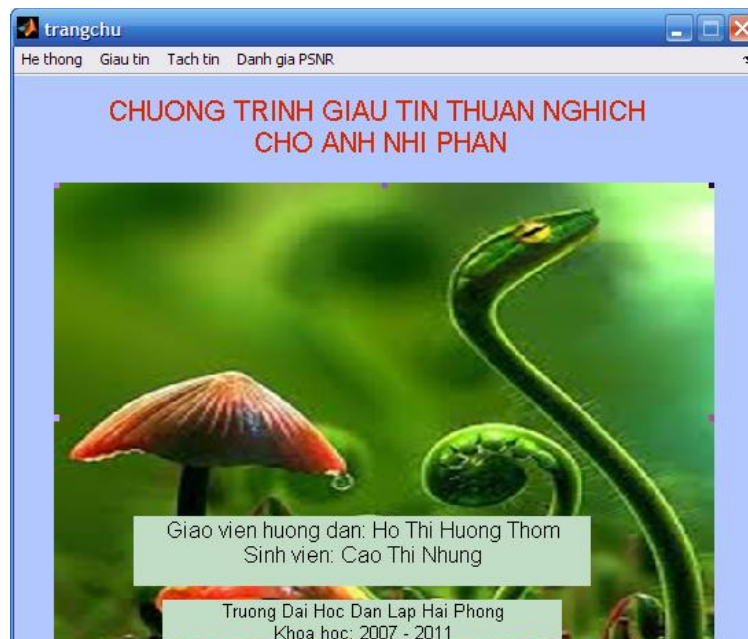 trangchu
He thong Giau tin Tach tin Danh gia PSNR
CHUONG TRINH GIAU TIN THUAN NGHICH
CHO ANH NHI PHAN
Giao vien huong dan: Ho Thi Huong Thom
Sinh vien: Cao Thi Nhung
Truong Dai Hoc Dan Lap Hai Phong
Khoa hoc: 2007 - 2011